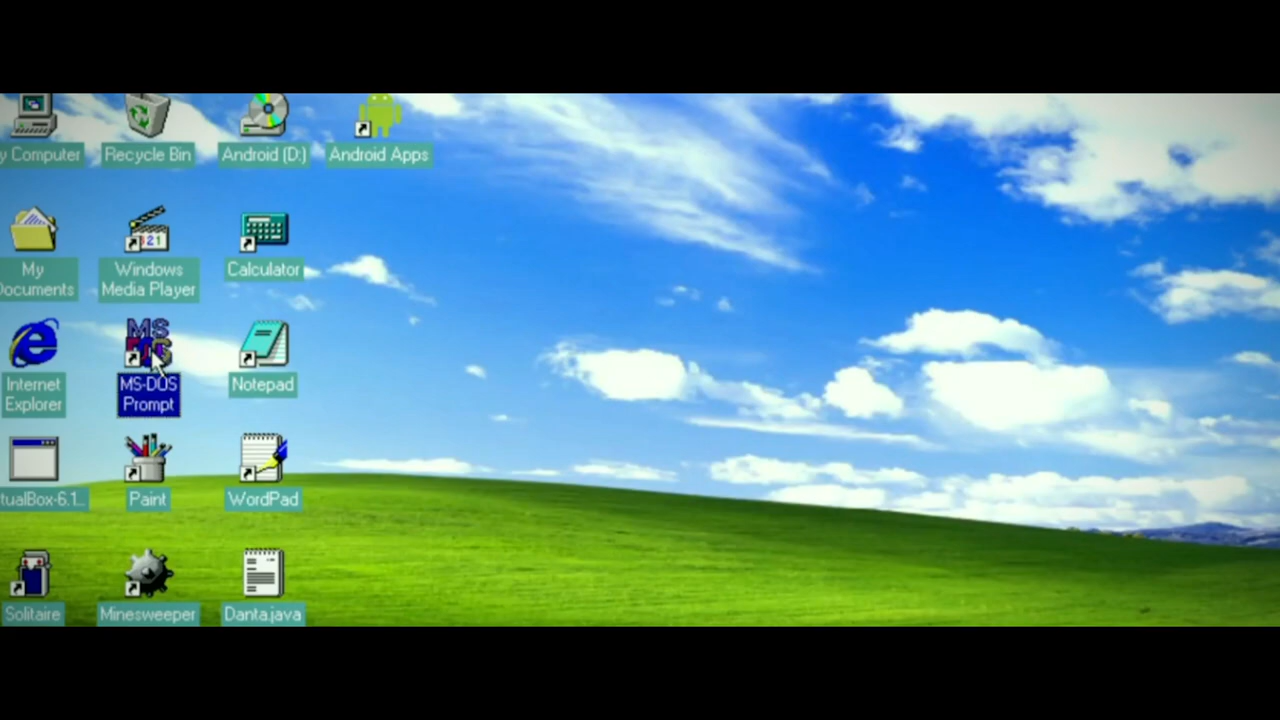 y Computer
Recycle Bin
Android (D:)
Android Apps
My
Documents
Windows
Media Player
Calculator
Internet
Explorer
MS-DOS
Prompt
Notepad
tualBox-6.1...
Paint
WordPad
Solitaire
Minesweeper
Danta.java